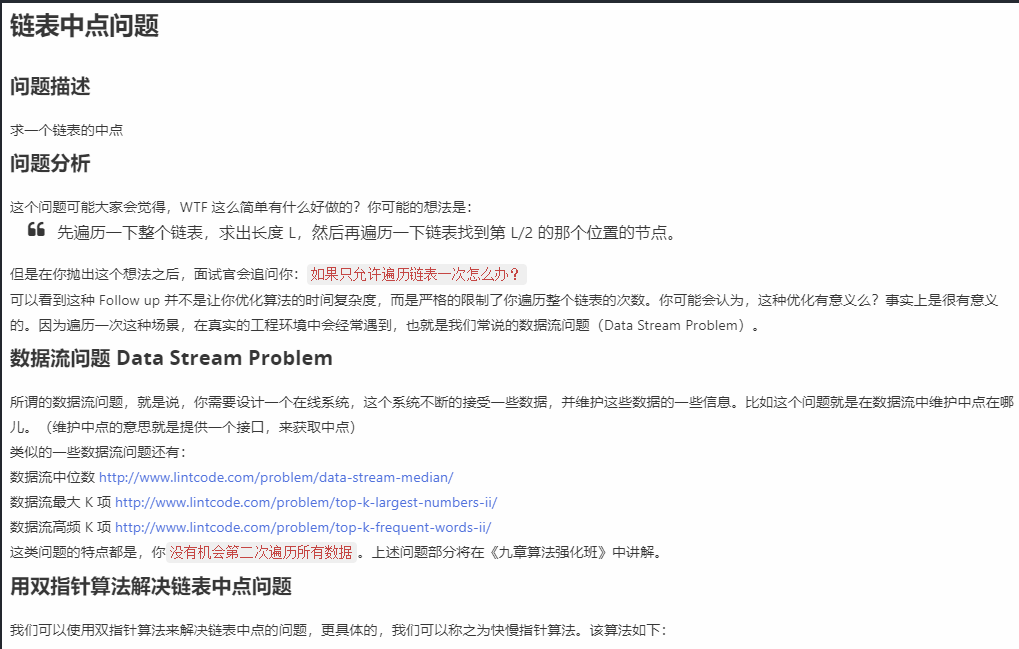 链表中点问题
问题描述
求一个链表的中点
问题分析
这个问题可能大家会觉得，WTF 这么简单有什么好做的？你可能的想法是：
先遍历一下整个链表，求出长度 L，然后再遍历一下链表找到第 L/2 的那个位置的节点。
但是在你抛出这个想法之后，面试官会追问你： 如果只允许遍历链表一次怎么办？
可以看到这种 Follow up 并不是让你优化算法的时间复杂度，而是严格的限制了你遍历整个链表的次数。你可能会认为，这种优化有意义么？事实上是很有意义
的。因为遍历一次这种场景，在真实的工程环境中会经常遇到，也就是我们常说的数据流问题（Data Stream Problem）。
数据流问题 Data Stream Problem
所谓的数据流问题，就是说，你需要设计一个在线系统，这个系统不断的接受一些数据，并维护这些数据的一些信息。比如这个问题就是在数据流中维护中点在哪
儿。（维护中点的意思就是提供一个接口，来获取中点）
类似的一些数据流问题还有：
数据流中位数 http://www.lintcode.com/problem/data-stream-median/
数据流最大 K 项 http://www.lintcode.com/problem/top-k-largest-numbers-ii/
数据流高频 K 项 http://www.lintcode.com/problem/top-k-frequent-words-ii/
这类问题的特点都是，你 没有机会第二次遍历所有数据 。上述问题部分将在《九章算法强化班》中讲解。
用双指针算法解决链表中点问题
我们可以使用双指针算法来解决链表中点的问题，更具体的，我们可以称之为快慢指针算法。该算法如下：